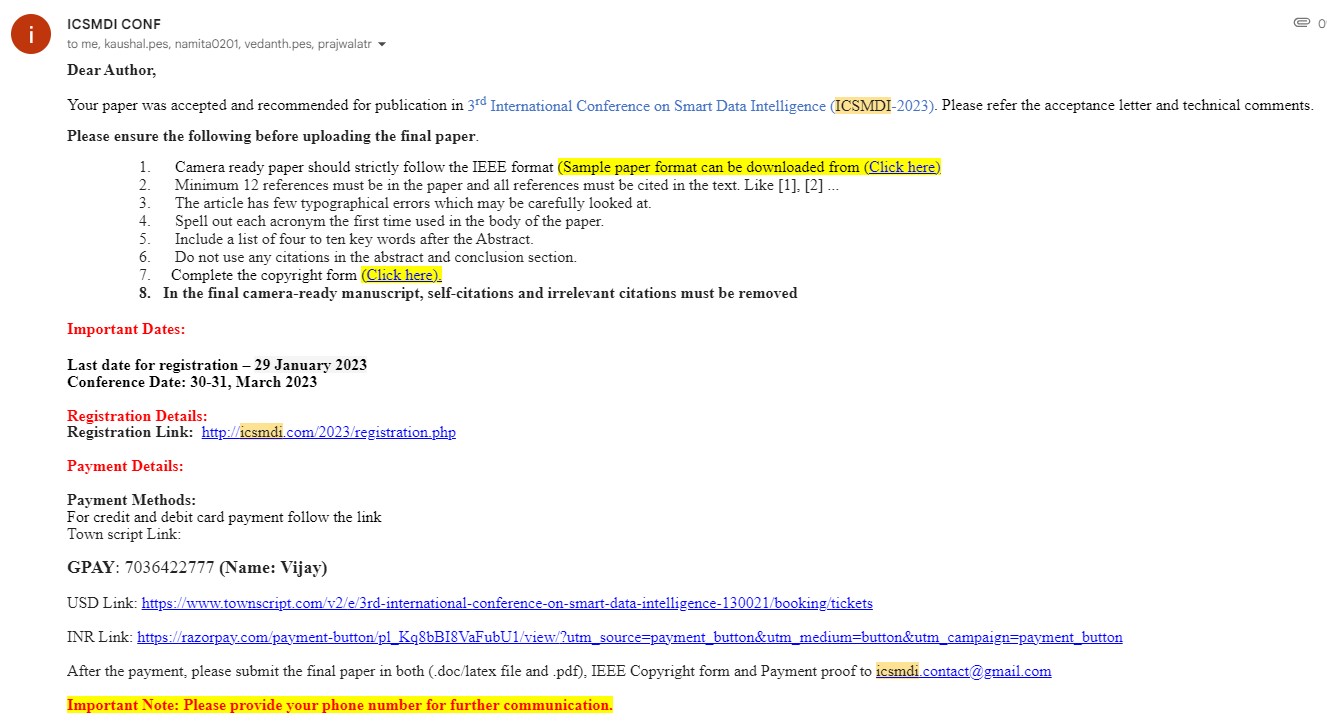 ICSMDI CONF
to me, kaushal.pes, namita0201, vedanth.pes, prajwalatr
Dear Author,
Your paper was accepted and recommended for publication in 3rd International Conference on Smart Data Intelligence (ICSMDI-2023). Please refer the acceptance letter and technical comments.
Please ensure the following before uploading the final paper.
1. Camera ready paper should strictly follow the IEEE format (Sample paper format can be downloaded from (Click here)
2. Minimum 12 references must be in the paper and all references must be cited in the text. Like [1], [2] ...
3. The article has few typographical errors which may be carefully looked at.
4. Spell out each acronym the first time used in the body of the paper.
5. Include a list of four to ten key words after the Abstract.
6. Do not use any citations in the abstract and conclusion section.
7. Complete the copyright form (Click here).
8. In the final camera-ready manuscript, self-citations and irrelevant citations must be removed
Important Dates:
Last date for registration – 29 January 2023
Conference Date: 30-31, March 2023
Registration Details:
Registration Link: http://icsmdi.com/2023/registration.php
Payment Details:
Payment Methods:
For credit and debit card payment follow the link
Town script Link:
GPAY: 7036422777 (Name: Vijay)
USD Link: https://www.townscript.com/v2/e/3rd-international-conference-on-smart-data-intelligence-130021/booking/tickets
INR Link: https://razorpay.com/payment-button/pl_Kq8bBI8VaFubU1/view/?utm_source=payment_button&utm_medium=button&utm_campaign=payment_button
After the payment, please submit the final paper in both (.doc/latex file and .pdf), IEEE Copyright form and Payment proof to icsmdi.contact@gmail.com
Important Note: Please provide your phone number for further communication.